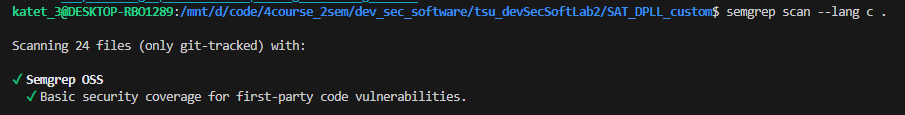 katet_3@DESKTOP-RBO1289:/mnt/d/code/4course_2sem/dev_sec_software/tsu_devSecSoftLab2/SAT_DPLL_custom$ semgrep scan --lang c .
Scanning 24 files (only git-tracked) with:
✓ Semgrep OSS
✓ Basic security coverage for first-party code vulnerabilities.